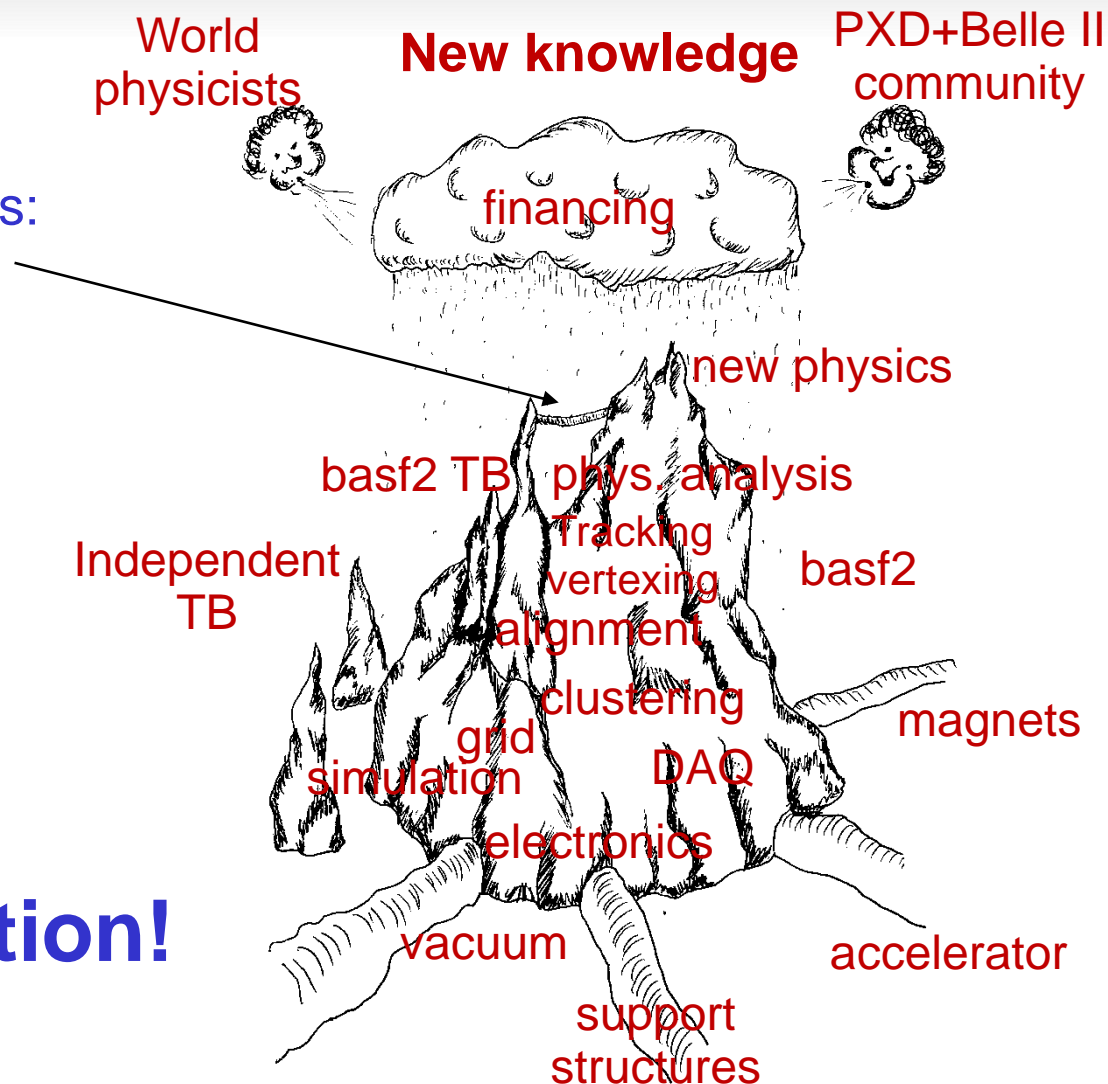 World
physicists
New knowledge
PXD+Belle II
community
s:
financing
new physics
basf2 TB
phys. analysis
Tracking
vertexing
Independent
TB
basf2
alignment
clustering
magnets
grid
simulation
DAQ
electronics
tion!
vacuum
accelerator
support
structures